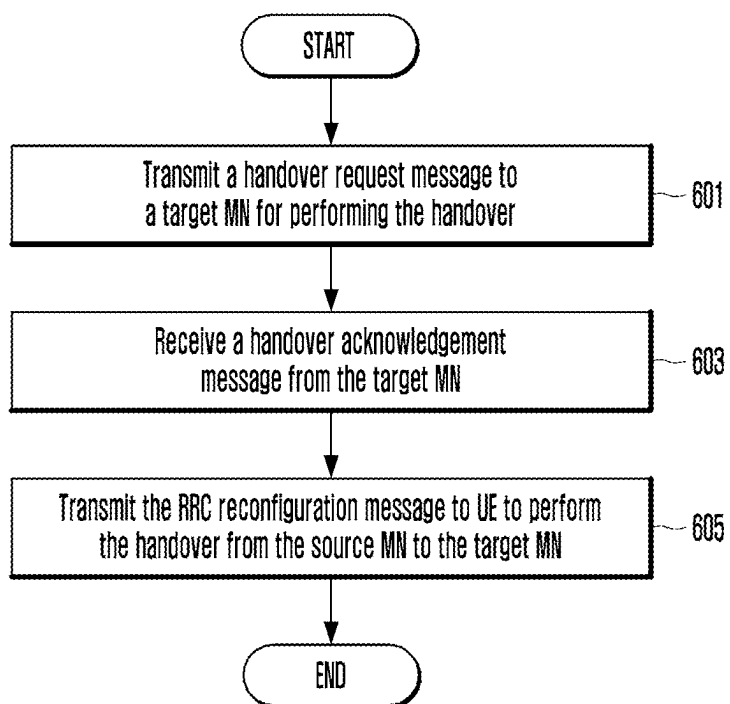 START
Transmit a handover request message to
a target MN for performing the handover
601
Receive a handover acknowledgement
message from the target MN
603
Transmit the RRC reconfiguration message to UE to perform
the handover from the source MN to the target MN
605
END